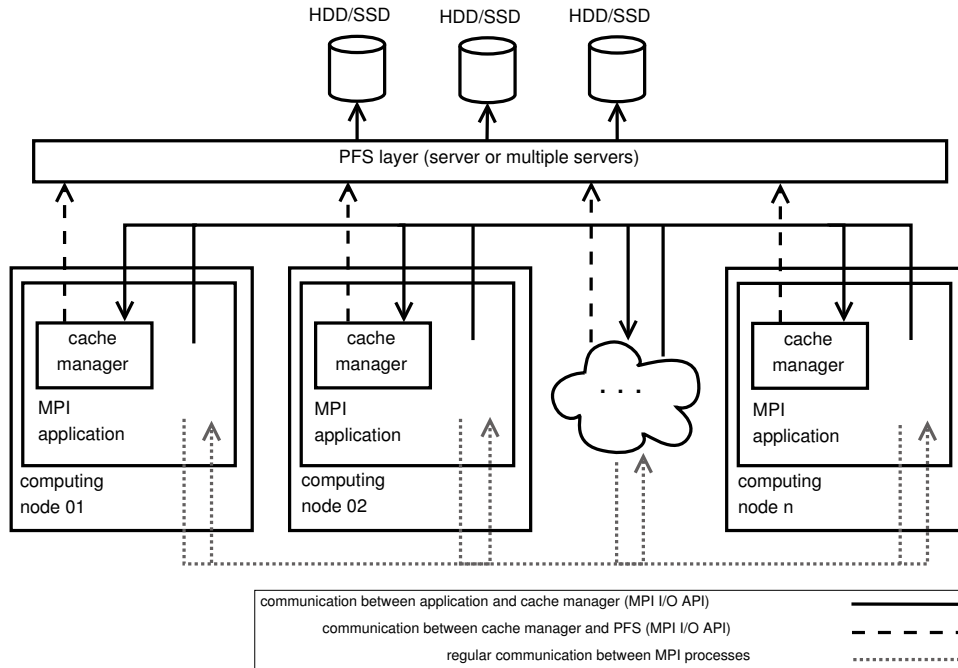 HDD/SSD
HDD/SSD
HDD/SSD
PFS layer (server or multiple servers)
cache
manager
MPI
application
computing
node 01
cache
manager
MPI
application
computing
node 02
. . .
cache
manager
MPI
application
computing
node n
communication between application and cache manager (MPI I/O API)
communication between cache manager and PFS (MPI I/O API)
regular communication between MPI processes